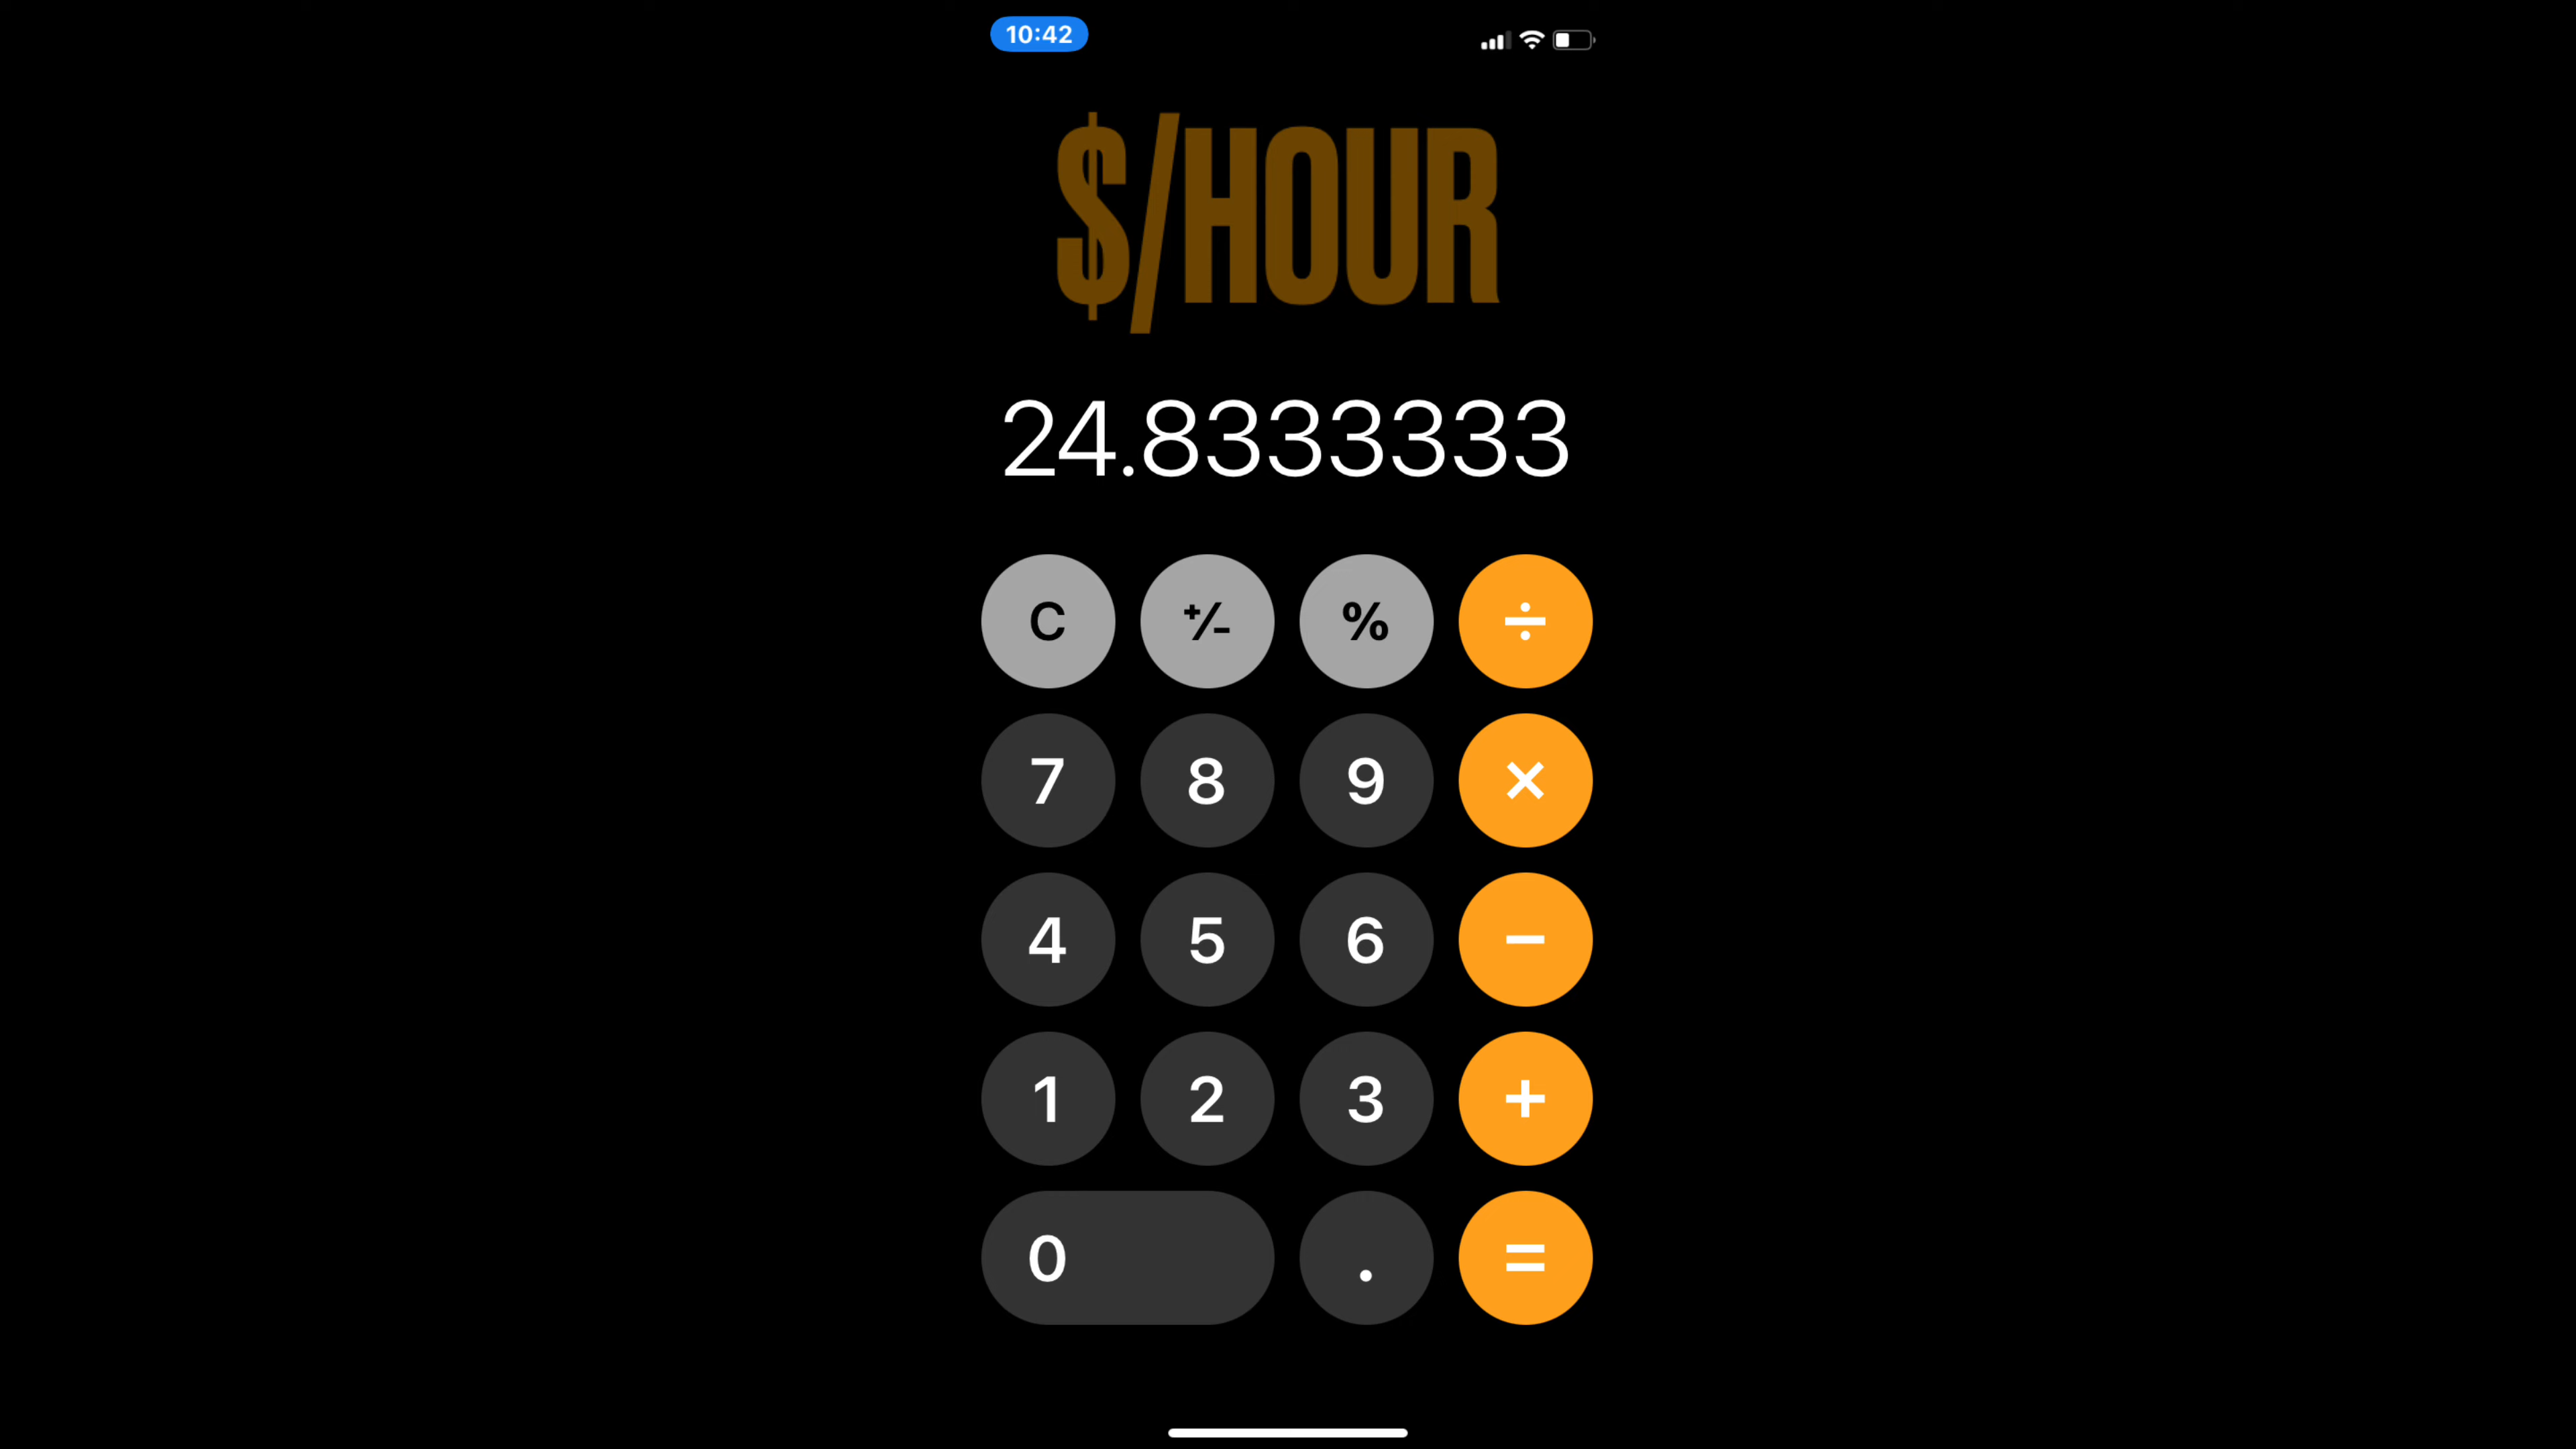 10:42
$/HOUR
24.8333333
C +/- % ÷
7 8 9 ×
4 5 6 −
1 2 3 +
0 . =